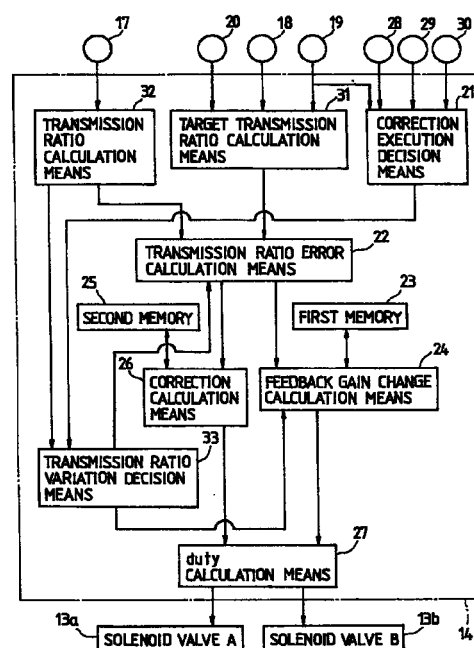 17
20
18
19
28
29
30
32
31
21
TRANSMISSION
RATIO
CALCULATION
MEANS
TARGET TRANSMISSION
RATIO CALCULATION
MEANS
CORRECTION
EXECUTION
DECISION
MEANS
22
TRANSMISSION RATIO ERROR
CALCULATION MEANS
25
SECOND MEMORY
23
FIRST MEMORY
26
CORRECTION
CALCULATION
MEANS
24
FEEDBACK GAIN CHANGE
CALCULATION MEANS
33
TRANSMISSION RATIO
VARIATION DECISION
MEANS
27
duty
CALCULATION MEANS
13a
SOLENOID VALVE A
13b
SOLENOID VALVE B
14